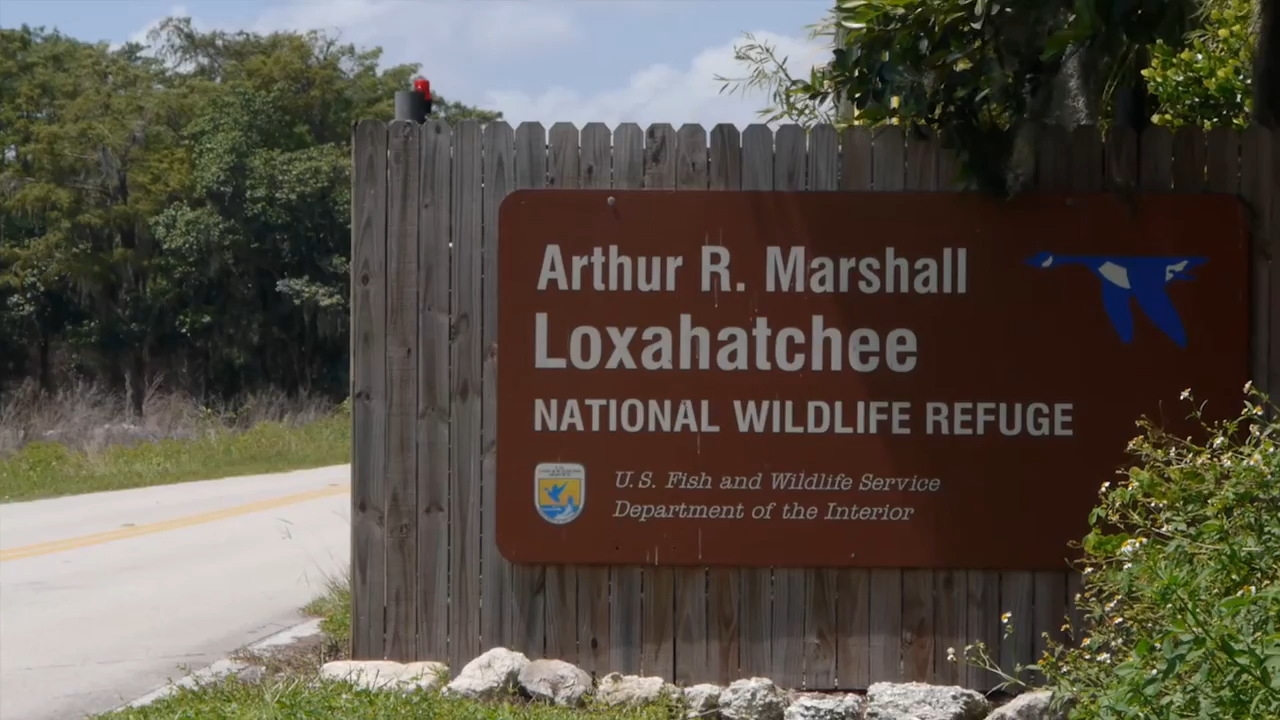 Arthur R. Marshall
Loxahatchee
NATIONAL WILDLIFE REFUGE
U.S. Fish and Wildlife Service
Department of the Interior